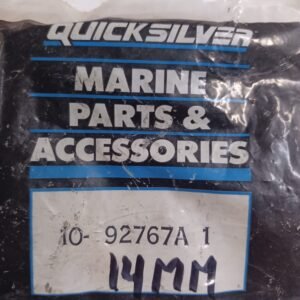 QUICKSILVER
MARINE
PARTS &
ACCESSORIES
10- 92767A 1
14MM